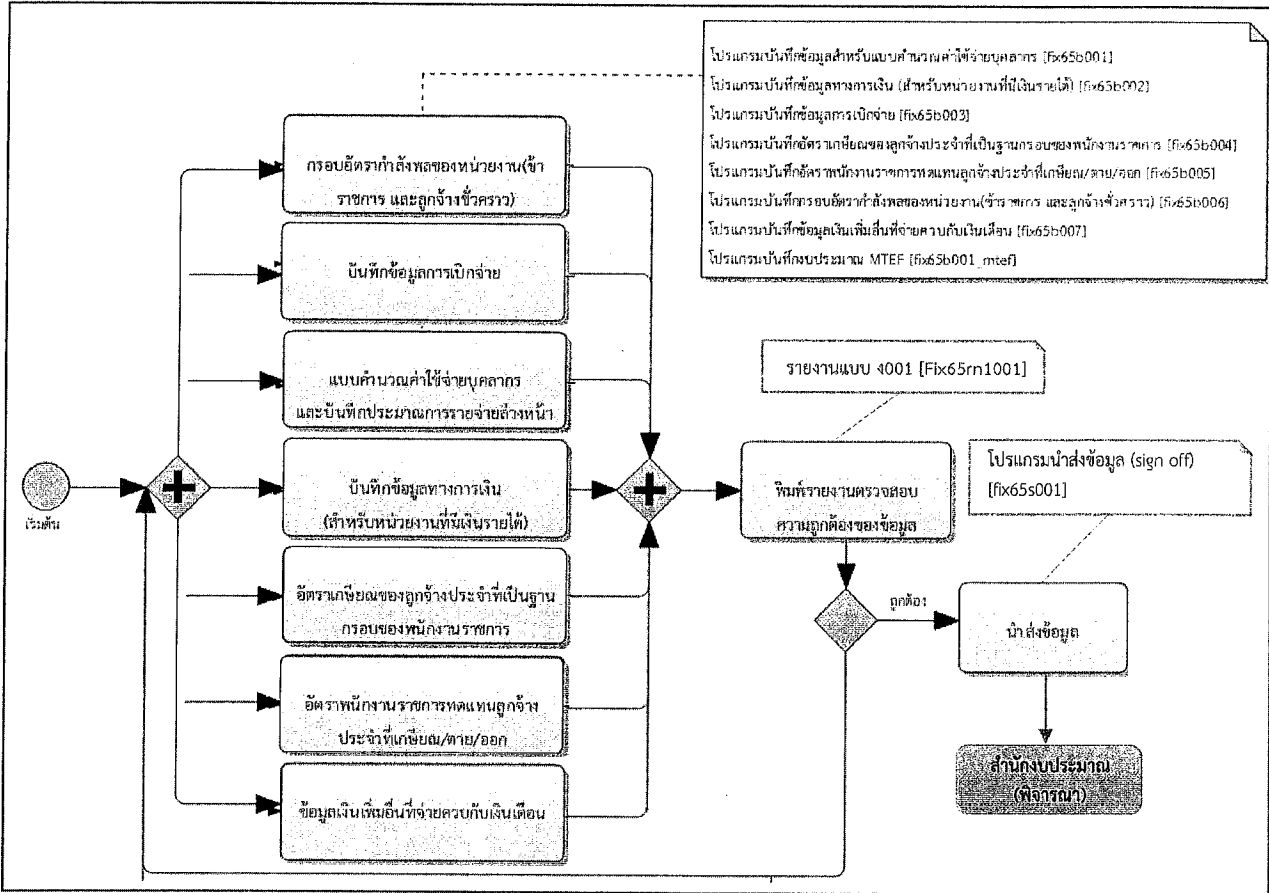 โปรแกรมบันทึกข้อมูลสำหรับแบบคำนวณค่าใช้จ่ายบุคลากร [fix65b001]
โปรแกรมบันทึกข้อมูลทางการเงิน (สำหรับหน่วยงานที่มีเงินรายได้) [fix65b002]
โปรแกรมบันทึกข้อมูลการเบิกจ่าย [fix65b003]
โปรแกรมบันทึกอัตราเกษียณของลูกจ้างประจำที่เป็นฐานกรอบของพนักงานราชการ [fix65b004]
โปรแกรมบันทึกอัตราพนักงานราชการทดแทนลูกจ้างประจำที่เกษียณ/ตาย/ออก [fix65b005]
โปรแกรมบันทึกกรอบอัตรากำลังพลของหน่วยงาน(ข้าราชการ และลูกจ้างชั่วคราว) [fix65b006]
โปรแกรมบันทึกข้อมูลเงินเพิ่มอื่นที่จ่ายควบกับเงินเดือน [fix65b007]
โปรแกรมบันทึกงบประมาณ MTEF [fix65b001_mtef]
กรอบอัตรากำลังพลของหน่วยงาน(ข้า
ราชการ และลูกจ้างชั่วคราว)
บันทึกข้อมูลการเบิกจ่าย
แบบคำนวณค่าใช้จ่ายบุคลากร
และบันทึกประมาณการรายจ่ายล่วงหน้า
รายงานแบบ ง001 [Fix65rn1001]
เริ่มต้น
บันทึกข้อมูลทางการเงิน
(สำหรับหน่วยงานที่มีเงินรายได้)
พิมพ์รายงานตรวจสอบ
ความถูกต้องของข้อมูล
โปรแกรมนำส่งข้อมูล (sign off)
[fix65s001]
อัตราเกษียณของลูกจ้างประจำที่เป็นฐาน
กรอบของพนักงานราชการ
ถูกต้อง
นำส่งข้อมูล
อัตราพนักงานราชการทดแทนลูกจ้าง
ประจำที่เกษียณ/ตาย/ออก
สำนักงบประมาณ
(พิจารณา)
ข้อมูลเงินเพิ่มอื่นที่จ่ายควบกับเงินเดือน